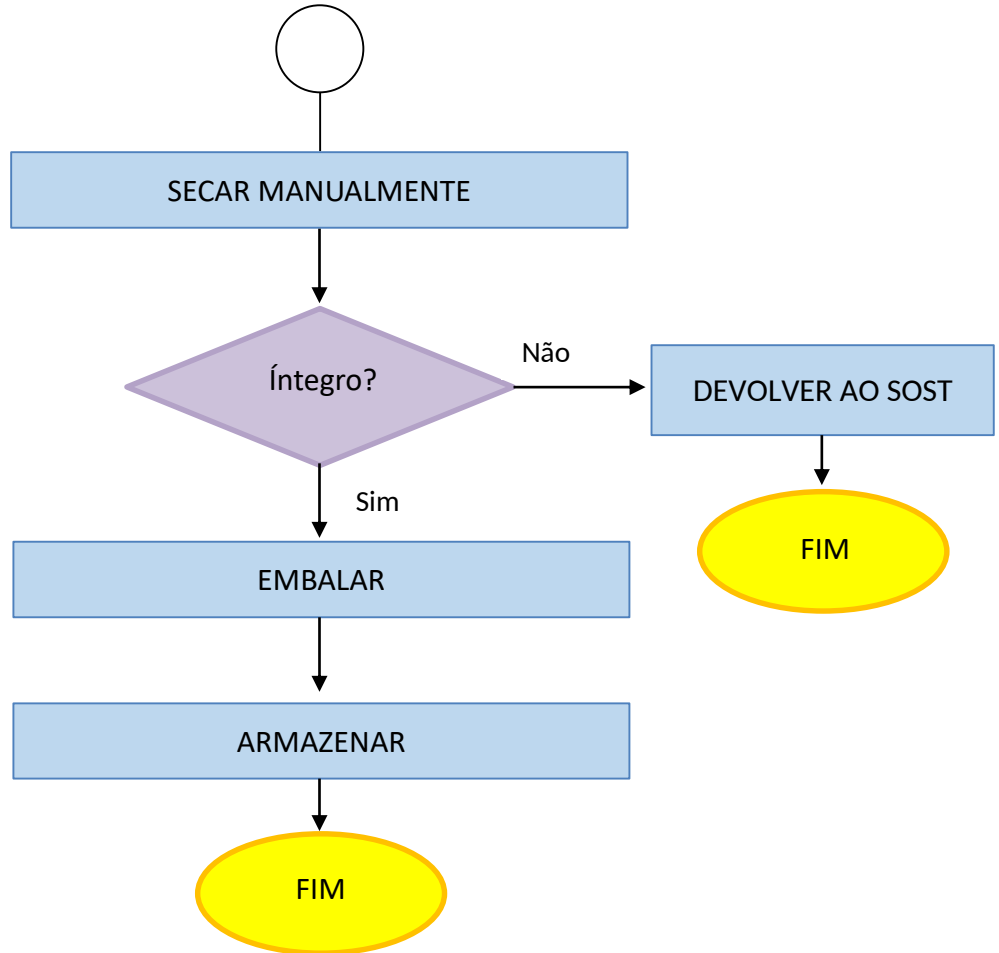 SECAR MANUALMENTE
Íntegro?
Não
DEVOLVER AO SOST
Sim
FIM
EMBALAR
ARMAZENAR
FIM